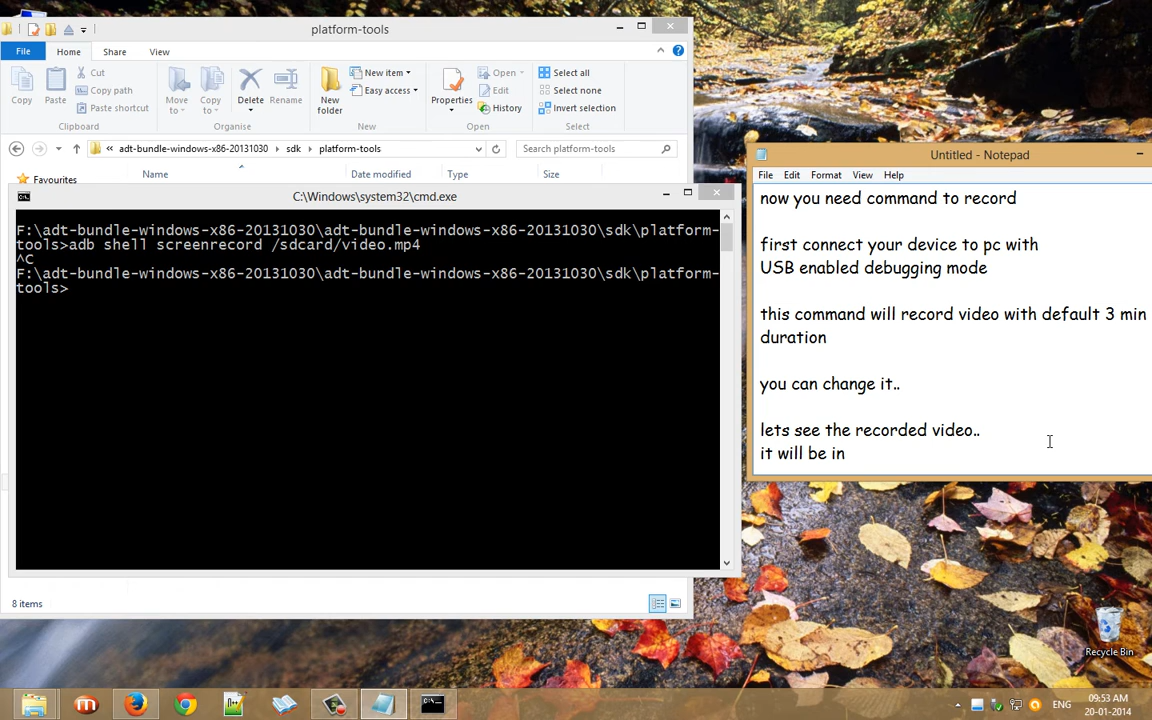 platform-tools
File
Home
Share
View
Copy
Paste
Cut
Copy path
Paste shortcut
Clipboard
Move to
Copy to
Delete
Rename
Organise
New folder
New item
Easy access
New
Properties
Open
Edit
History
Open
Select all
Select none
Invert selection
Select
« adt-bundle-windows-x86-20131030 › sdk › platform-tools
Search platform-tools
Favourites
Name
Date modified
Type
Size
C:\Windows\system32\cmd.exe
F:\adt-bundle-windows-x86-20131030\adt-bundle-windows-x86-20131030\sdk\platform-
tools>adb shell screenrecord /sdcard/video.mp4
^C
F:\adt-bundle-windows-x86-20131030\adt-bundle-windows-x86-20131030\sdk\platform-
tools>
8 items
Untitled - Notepad
File Edit Format View Help
now you need command to record
first connect your device to pc with
USB enabled debugging mode
this command will record video with default 3 min
duration
you can change it..
lets see the recorded video..
it will be in
Recycle Bin
ENG
09:53 AM
20-01-2014